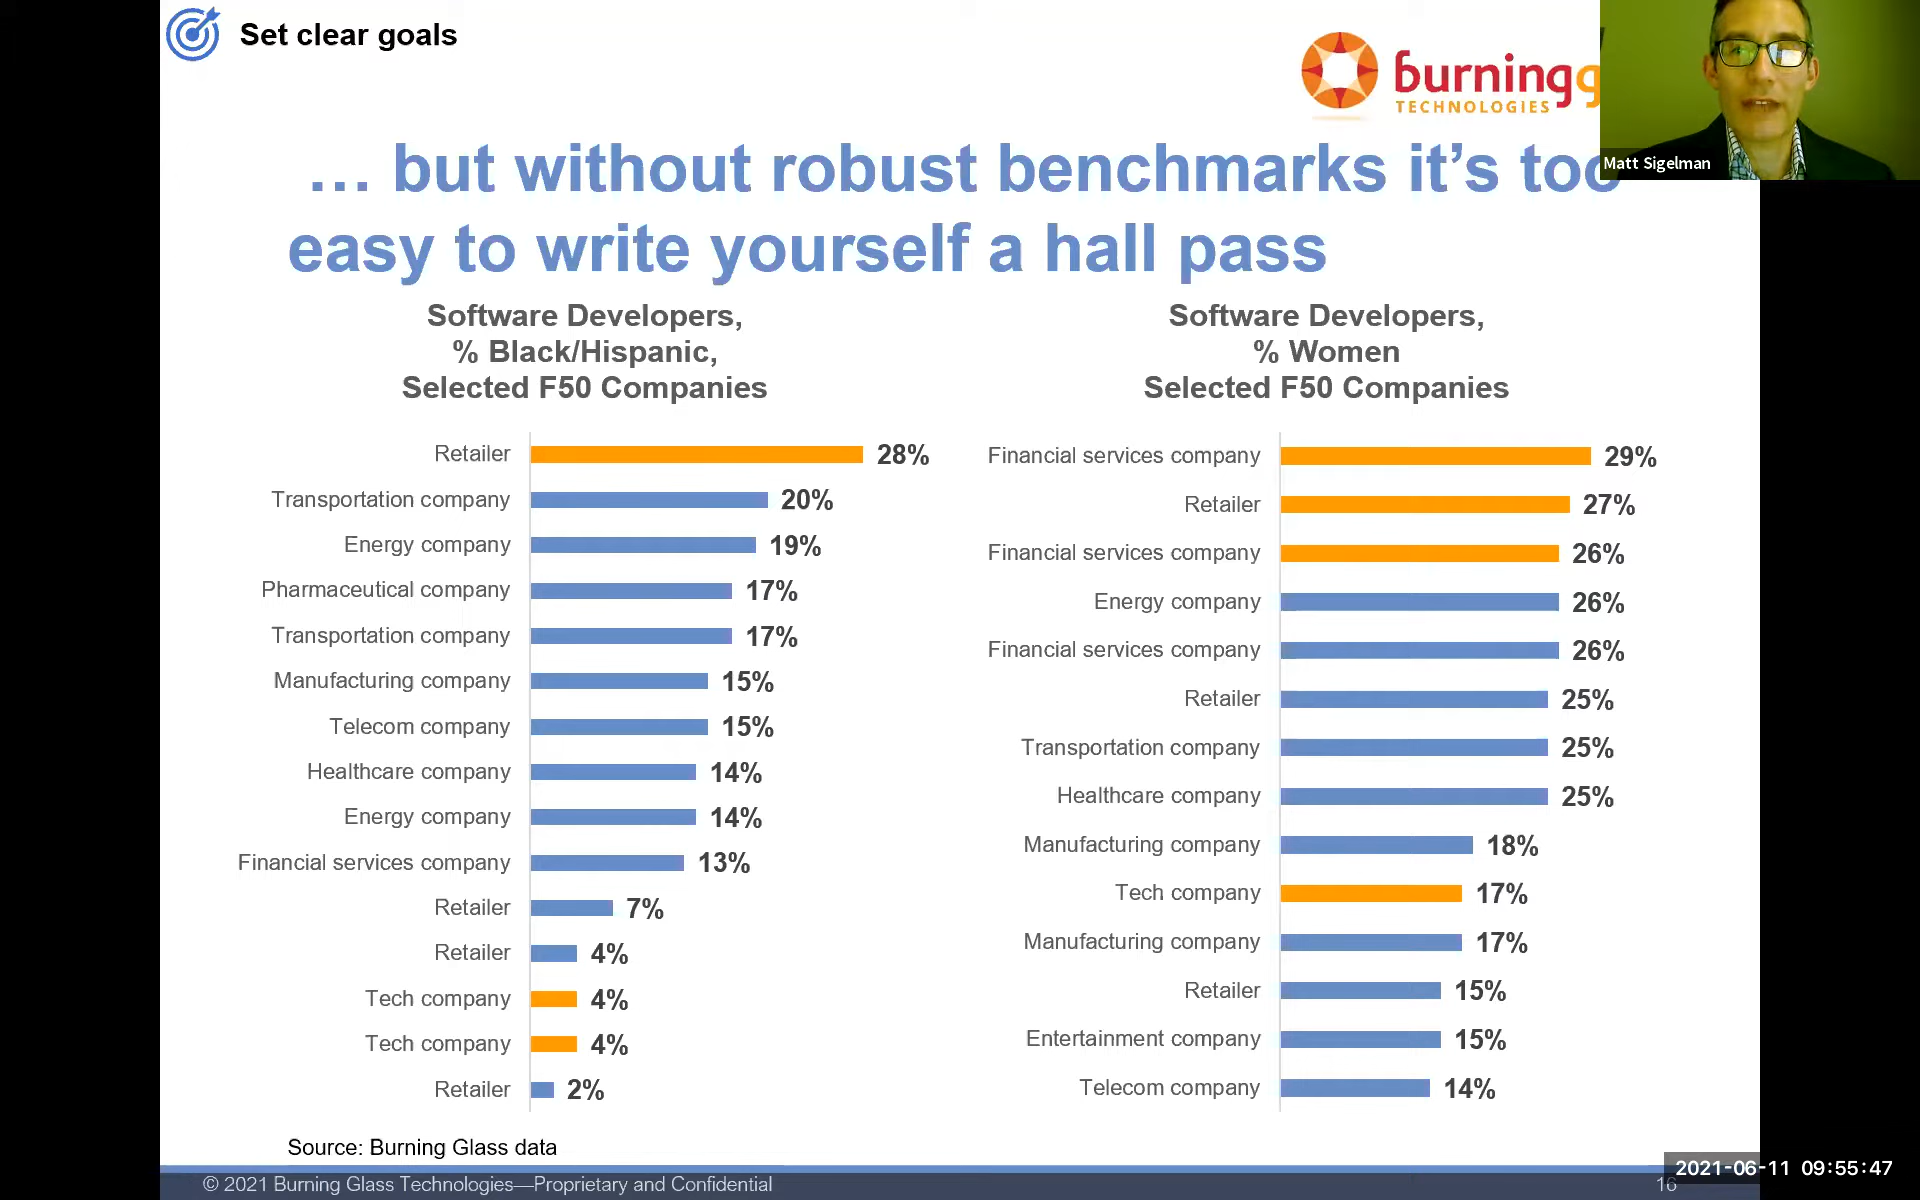 Set clear goals
burningg
TECHNOLOGIES
Matt Sigelman
… but without robust benchmarks it's too
easy to write yourself a hall pass
Software Developers,
% Black/Hispanic,
Selected F50 Companies
Retailer 28%
Transportation company 20%
Energy company 19%
Pharmaceutical company 17%
Transportation company 17%
Manufacturing company 15%
Telecom company 15%
Healthcare company 14%
Energy company 14%
Financial services company 13%
Retailer 7%
Retailer 4%
Tech company 4%
Tech company 4%
Retailer 2%
Software Developers,
% Women
Selected F50 Companies
Financial services company 29%
Retailer 27%
Financial services company 26%
Energy company 26%
Financial services company 26%
Retailer 25%
Transportation company 25%
Healthcare company 25%
Manufacturing company 18%
Tech company 17%
Manufacturing company 17%
Retailer 15%
Entertainment company 15%
Telecom company 14%
Source: Burning Glass data
© 2021 Burning Glass Technologies—Proprietary and Confidential
16
2021-06-11 09:55:47